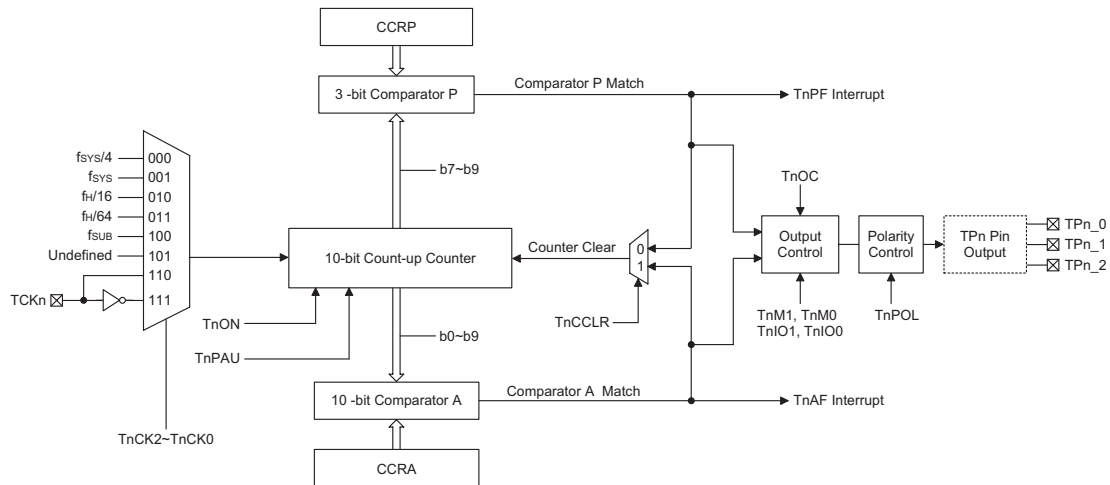 CCRP
3 -bit Comparator P
Comparator P Match
TnPF Interrupt
b7~b9
fSYS/4
000
fSYS
001
fH/16
010
fH/64
011
fSUB
100
Undefined
101
110
TCKn
111
TnCK2~TnCK0
10-bit Count-up Counter
TnON
TnPAU
b0~b9
Counter Clear
0
1
TnCCLR
TnOC
Output
Control
TnM1, TnM0
TnIO1, TnIO0
Polarity
Control
TnPOL
TPn Pin
Output
TPn_0
TPn_1
TPn_2
10 -bit Comparator A
Comparator A Match
TnAF Interrupt
CCRA